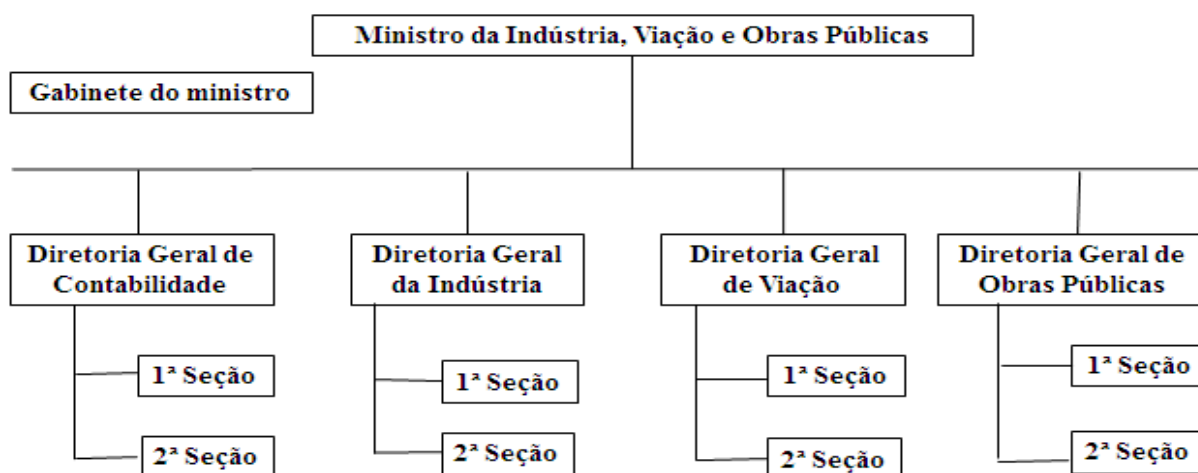 Ministro da Indústria, Viação e Obras Públicas
Gabinete do ministro
Diretoria Geral de
Contabilidade
1ª Seção
2ª Seção
Diretoria Geral
da Indústria
1ª Seção
2ª Seção
Diretoria Geral
de Viação
1ª Seção
2ª Seção
Diretoria Geral de
Obras Públicas
1ª Seção
2ª Seção